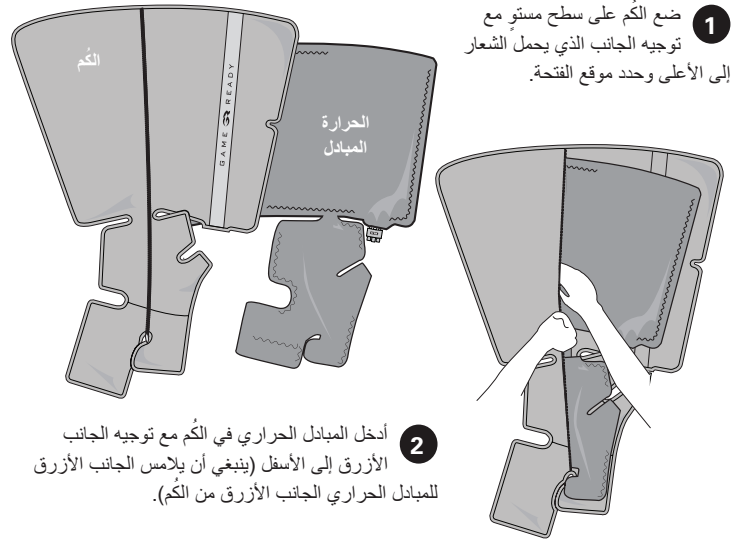 1
ضع الكُم على سطح مستوٍ مع
توجيه الجانب الذي يحمل الشعار
إلى الأعلى وحدد موقع الفتحة.
الكُم
GAME READY
الحرارة
المبادل
2
أدخل المبادل الحراري في الكُم مع توجيه الجانب
الأزرق إلى الأسفل (ينبغي أن يلامس الجانب الأزرق
للمبادل الحراري الجانب الأزرق من الكُم).